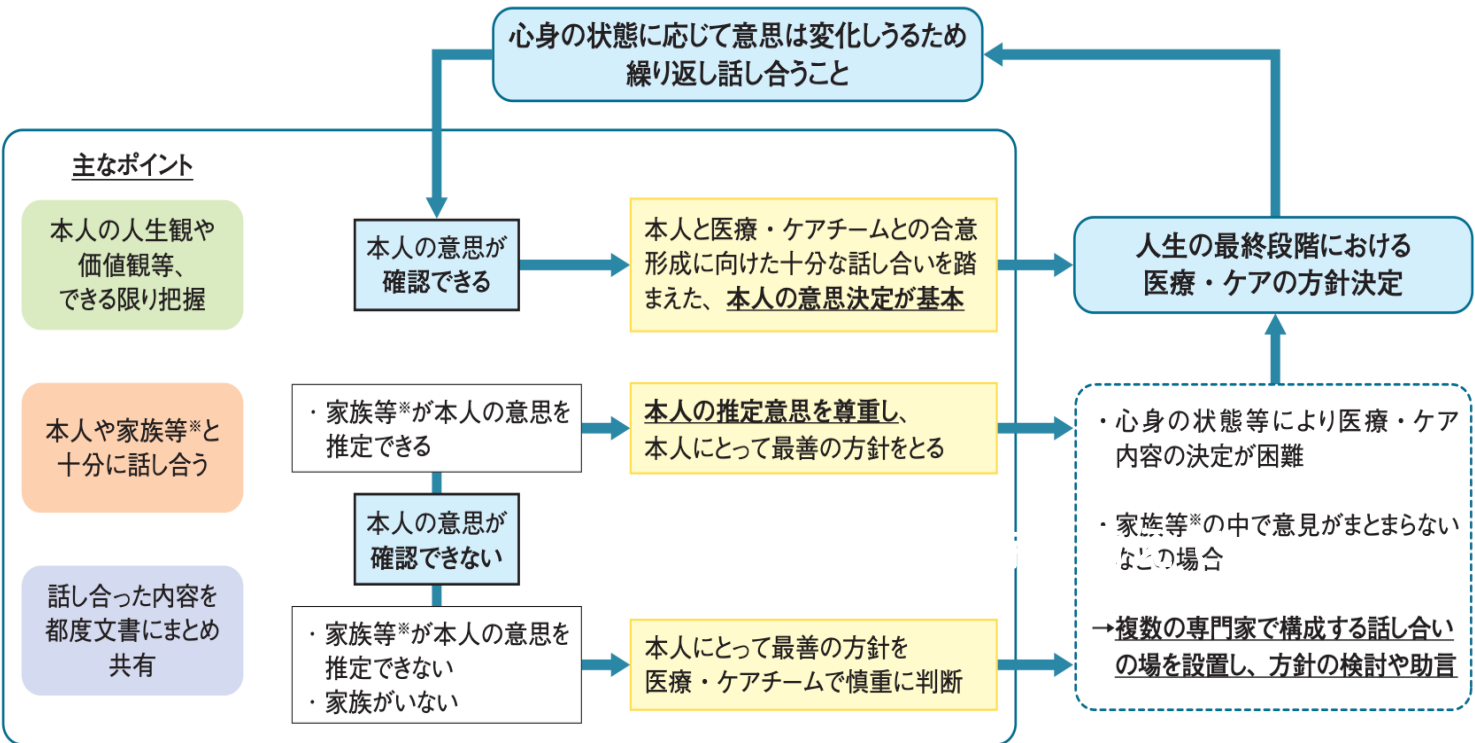 心身の状態に応じて意思は変化しうるため
繰り返し話し合うこと
主なポイント
本人の人生観や
価値観等、
できる限り把握
本人の意思が
確認できる
本人と医療・ケアチームとの合意
形成に向けた十分な話し合いを踏
まえた、本人の意思決定が基本
人生の最終段階における
医療・ケアの方針決定
本人や家族等※と
十分に話し合う
・家族等※が本人の意思を
推定できる
本人の推定意思を尊重し、
本人にとって最善の方針をとる
・心身の状態等により医療・ケア
内容の決定が困難
本人の意思が
確認できない
・家族等※の中で意見がまとまらない
などの場合
話し合った内容を
都度文書にまとめ
共有
・家族等※が本人の意思を
推定できない
・家族がいない
本人にとって最善の方針を
医療・ケアチームで慎重に判断
→複数の専門家で構成する話し合い
の場を設置し、方針の検討や助言